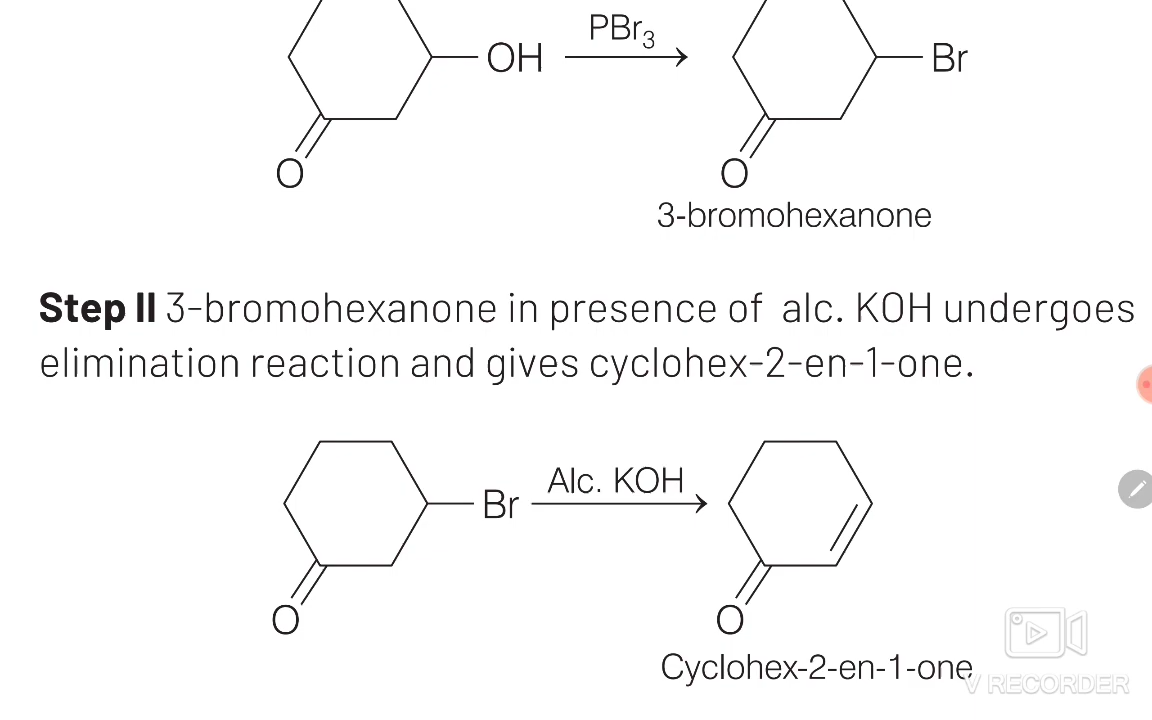 PBr₃
OH
Br
O
O
3-bromohexanone
Step II 3-bromohexanone in presence of alc. KOH undergoes
elimination reaction and gives cyclohex-2-en-1-one.
Alc. KOH
Br
O
O
Cyclohex-2-en-1-one
V RECORDER